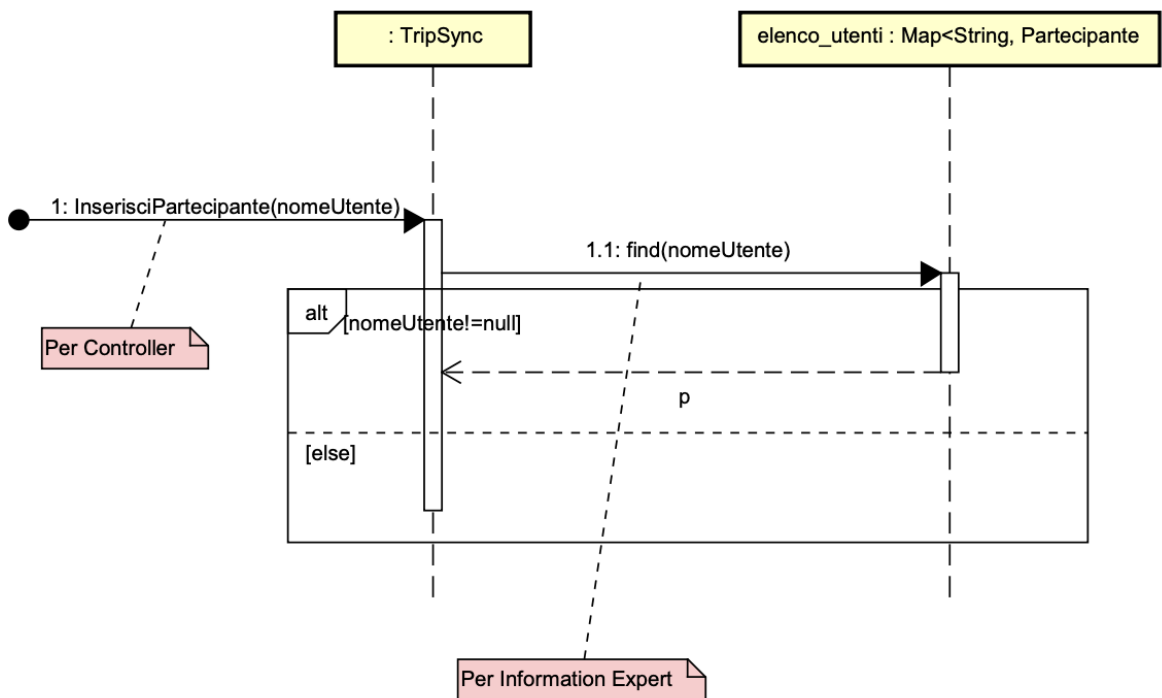 : TripSync
elenco_utenti : Map<String, Partecipante
1: InserisciPartecipante(nomeUtente)
1.1: find(nomeUtente)
alt
[nomeUtente!=null]
Per Controller
p
[else]
Per Information Expert